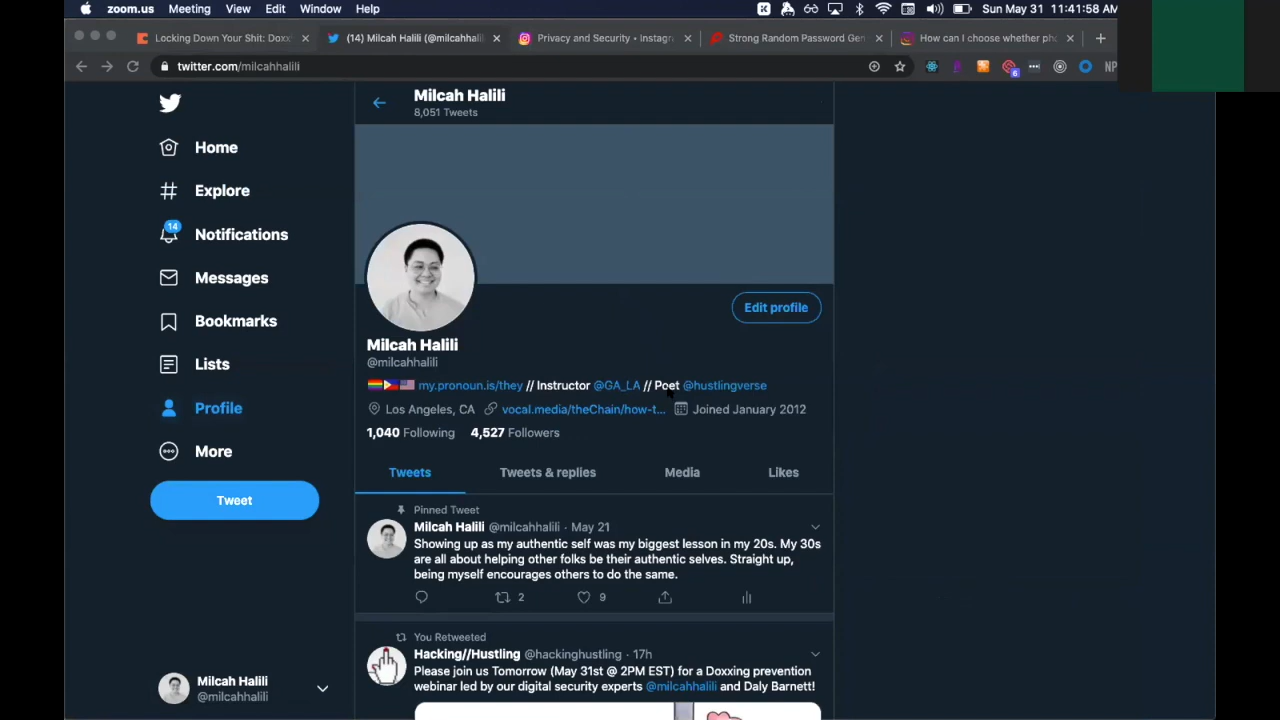 zoom.us Meeting View Edit Window Help Sun May 31 11:41:58 AM
Locking Down Your Shit: Doxx
(14) Milcah Halili (@milcahhalil
Privacy and Security • Instagr
Strong Random Password Gen
How can I choose whether pho
twitter.com/milcahhalili
6
NP
Milcah Halili
8,051 Tweets
Home
Explore
14
Notifications
Messages
Bookmarks
Lists
Profile
More
Tweet
Milcah Halili
@milcahhalili
Edit profile
Milcah Halili
@milcahhalili
my.pronoun.is/they // Instructor @GA_LA // Poet @hustlingverse
Los Angeles, CA vocal.media/theChain/how-t... Joined January 2012
1,040 Following 4,527 Followers
Tweets Tweets & replies Media Likes
Pinned Tweet
Milcah Halili @milcahhalili · May 21
Showing up as my authentic self was my biggest lesson in my 20s. My 30s
are all about helping other folks be their authentic selves. Straight up,
being myself encourages others to do the same.
2 9
You Retweeted
Hacking//Hustling @hackinghustling · 17h
Please join us Tomorrow (May 31st @ 2PM EST) for a Doxxing prevention
webinar led by our digital security experts @milcahhalili and Daly Barnett!